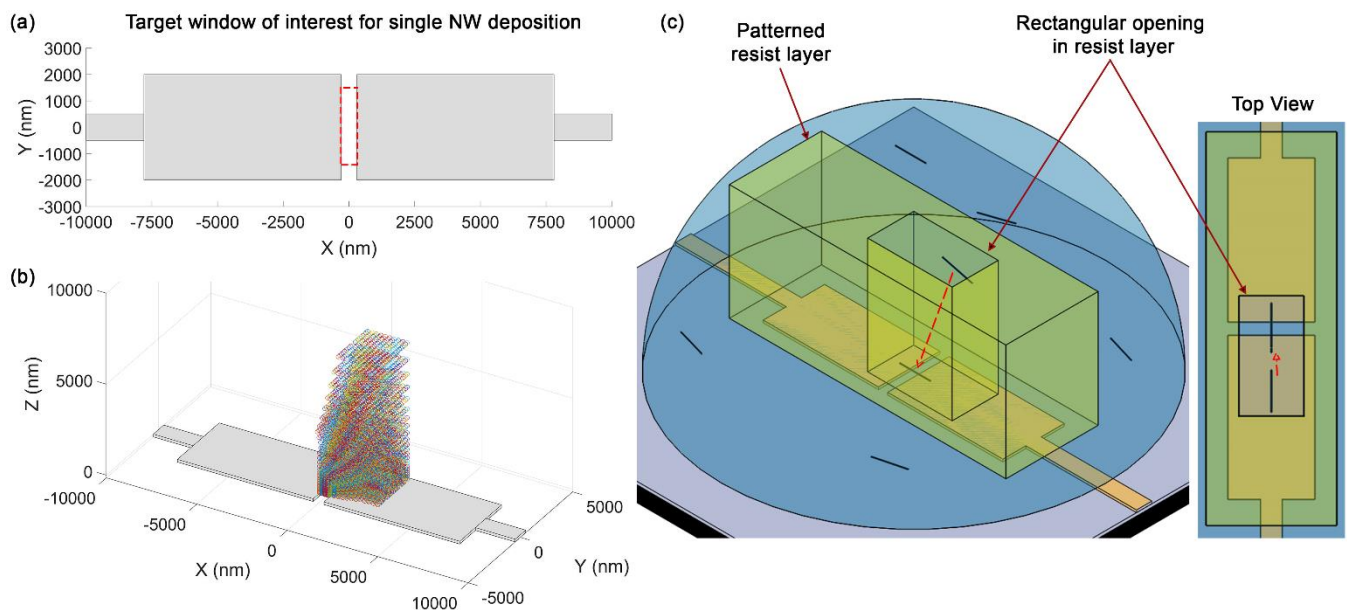 (a)
Target window of interest for single NW deposition
3000
2000
1000
0
-1000
-2000
-3000
Y (nm)
-10000 -7500 -5000 -2500 0 2500 5000 7500 10000
X (nm)
(b)
10000
5000
0
Z (nm)
-10000
-5000
0
5000
10000
X (nm)
5000
0
-5000
Y (nm)
(c)
Patterned
resist layer
Rectangular opening
in resist layer
Top View